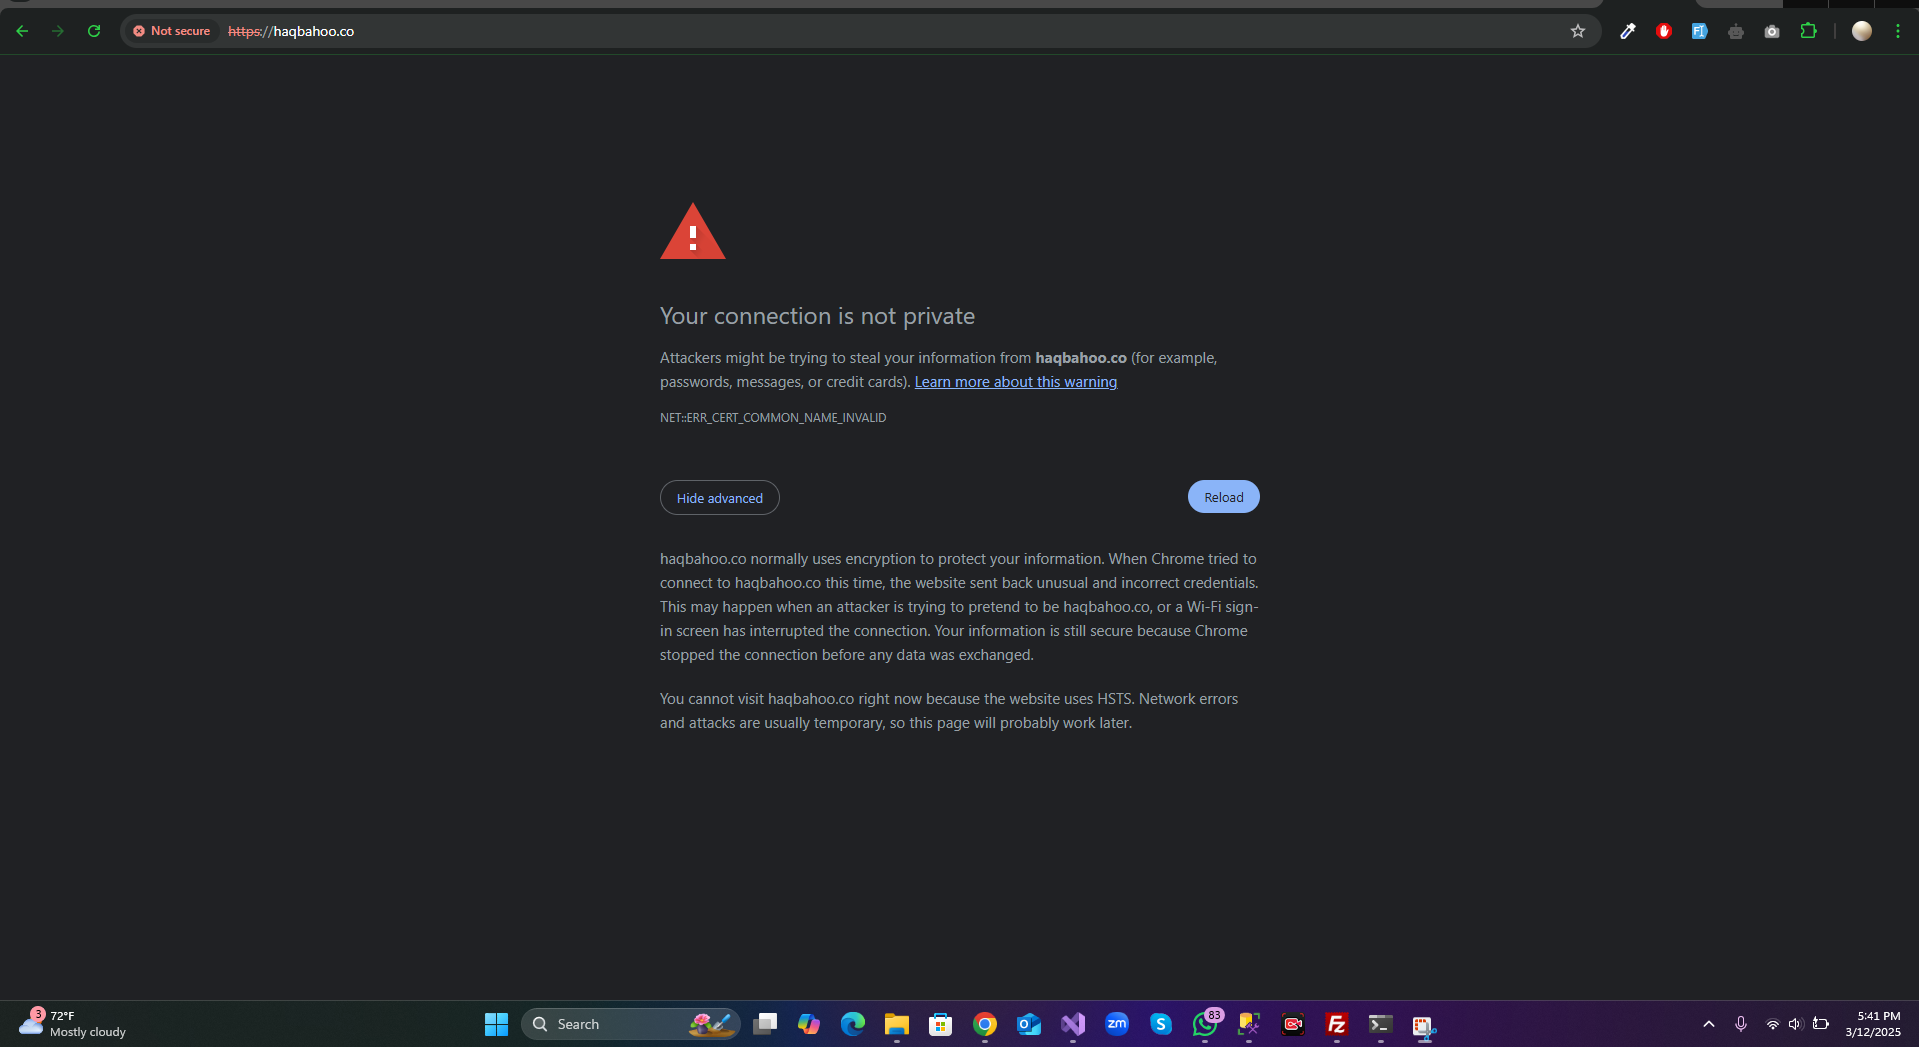 Not secure
https://haqbahoo.co
Your connection is not private
Attackers might be trying to steal your information from haqbahoo.co (for example,
passwords, messages, or credit cards). Learn more about this warning
NET::ERR_CERT_COMMON_NAME_INVALID
Hide advanced
Reload
haqbahoo.co normally uses encryption to protect your information. When Chrome tried to
connect to haqbahoo.co this time, the website sent back unusual and incorrect credentials.
This may happen when an attacker is trying to pretend to be haqbahoo.co, or a Wi-Fi sign-
in screen has interrupted the connection. Your information is still secure because Chrome
stopped the connection before any data was exchanged.
You cannot visit haqbahoo.co right now because the website uses HSTS. Network errors
and attacks are usually temporary, so this page will probably work later.
3
72°F
Mostly cloudy
Search
zm
83
5:41 PM
3/12/2025